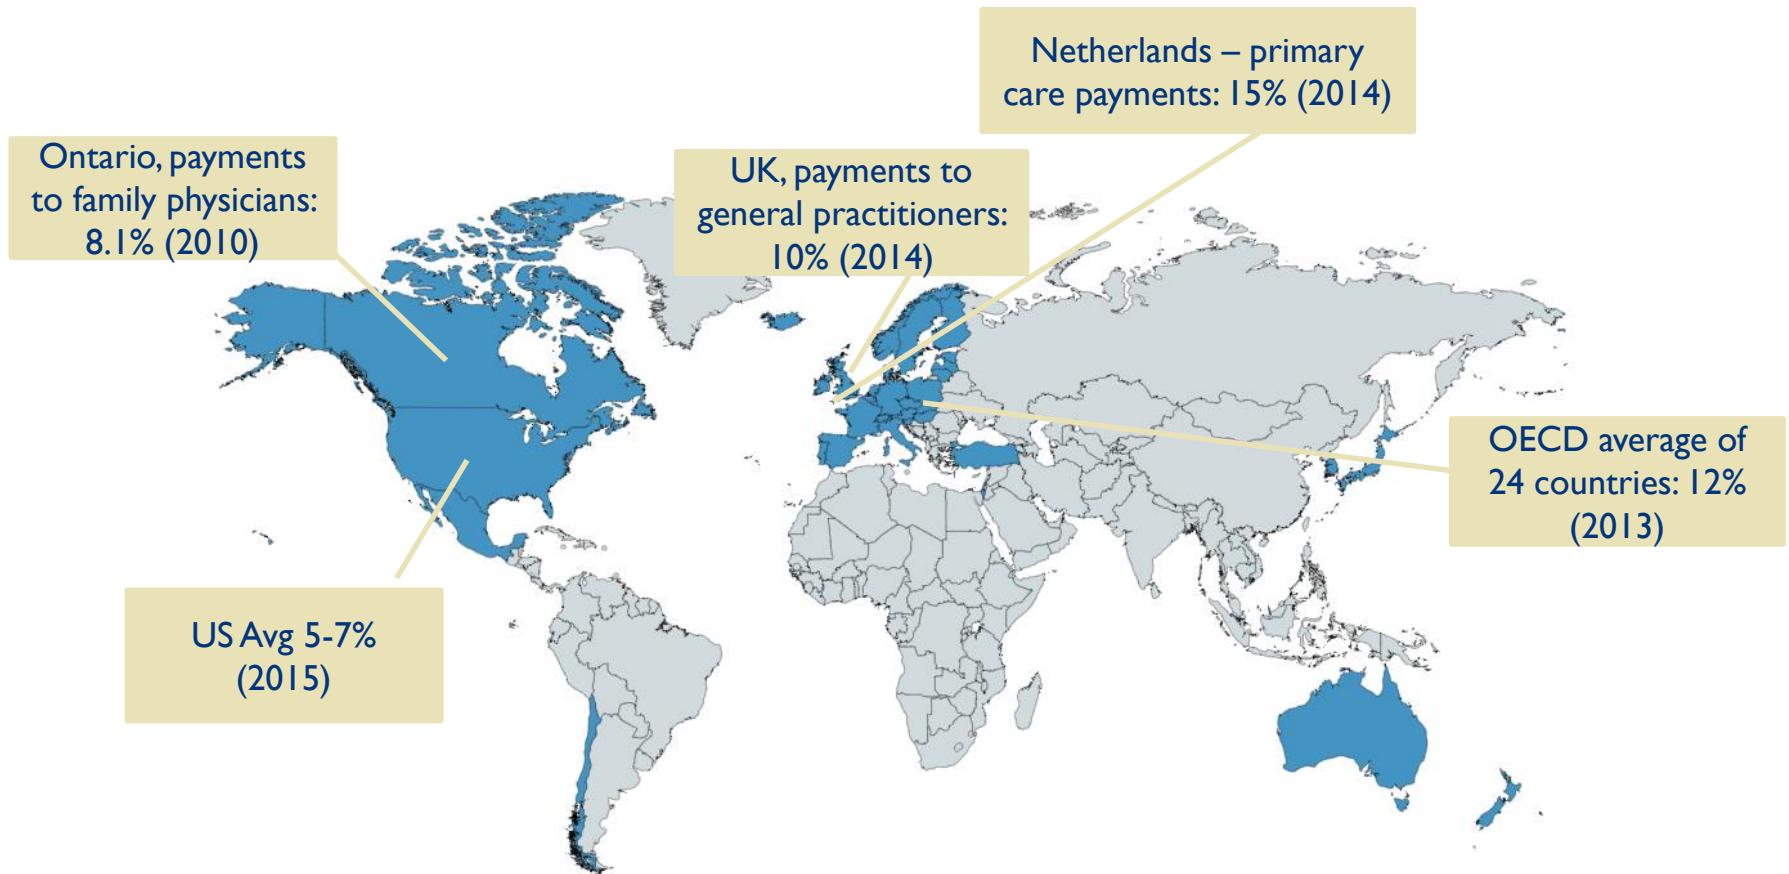 Netherlands – primary
care payments: 15% (2014)
Ontario, payments
to family physicians:
8.1% (2010)
UK, payments to
general practitioners:
10% (2014)
OECD average of
24 countries: 12%
(2013)
US Avg 5-7%
(2015)